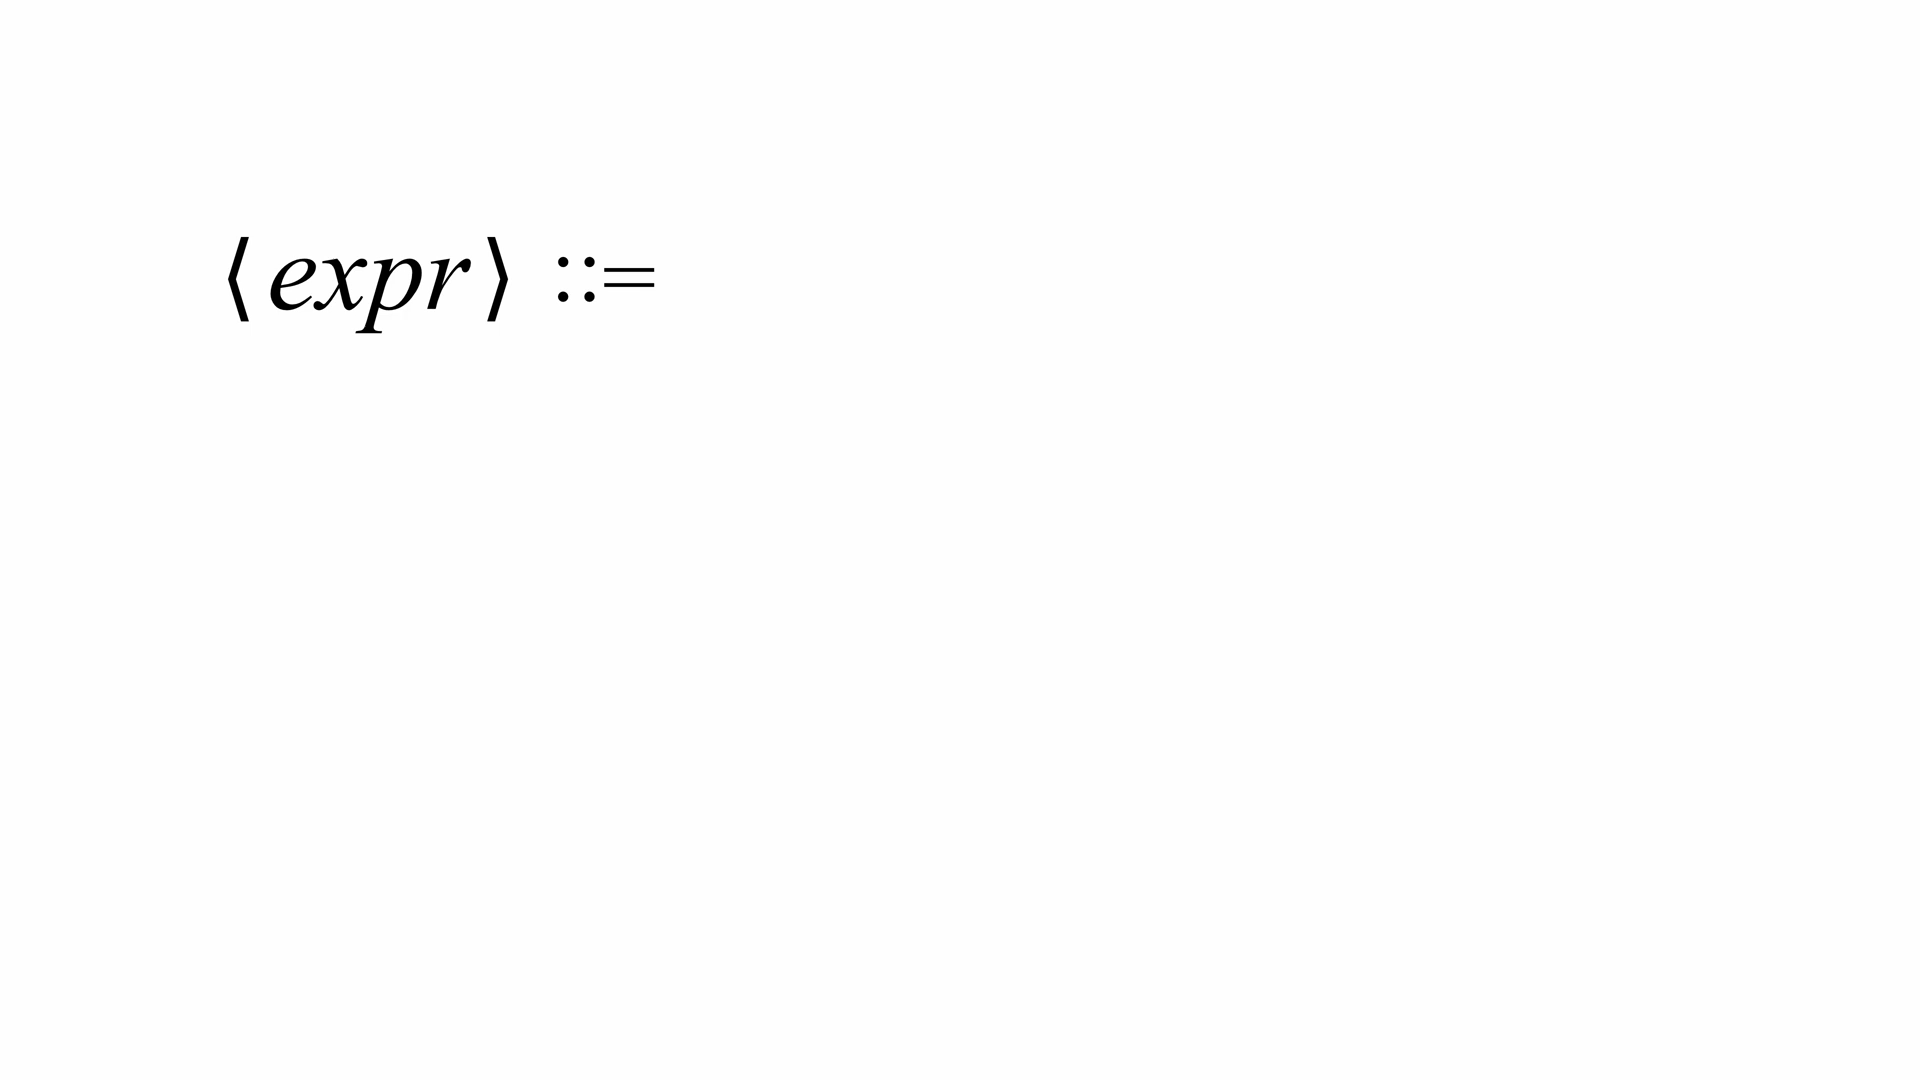 ⟨expr⟩ ::=